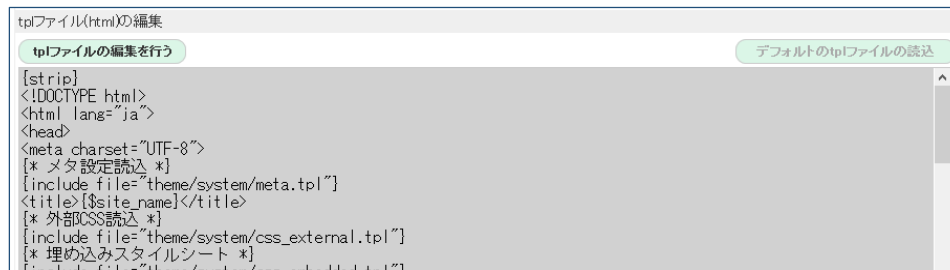 tplファイル(html)の編集
tplファイルの編集を行う
デフォルトのtplファイルの読込
{strip}
<!DOCTYPE html>
<html lang="ja">
<head>
<meta charset="UTF-8">
{* メタ設定読込 *}
{include file="theme/system/meta.tpl"}
<title>{$site_name}</title>
{* 外部CSS読込 *}
{include file="theme/system/css_external.tpl"}
{* 埋め込みスタイルシート *}